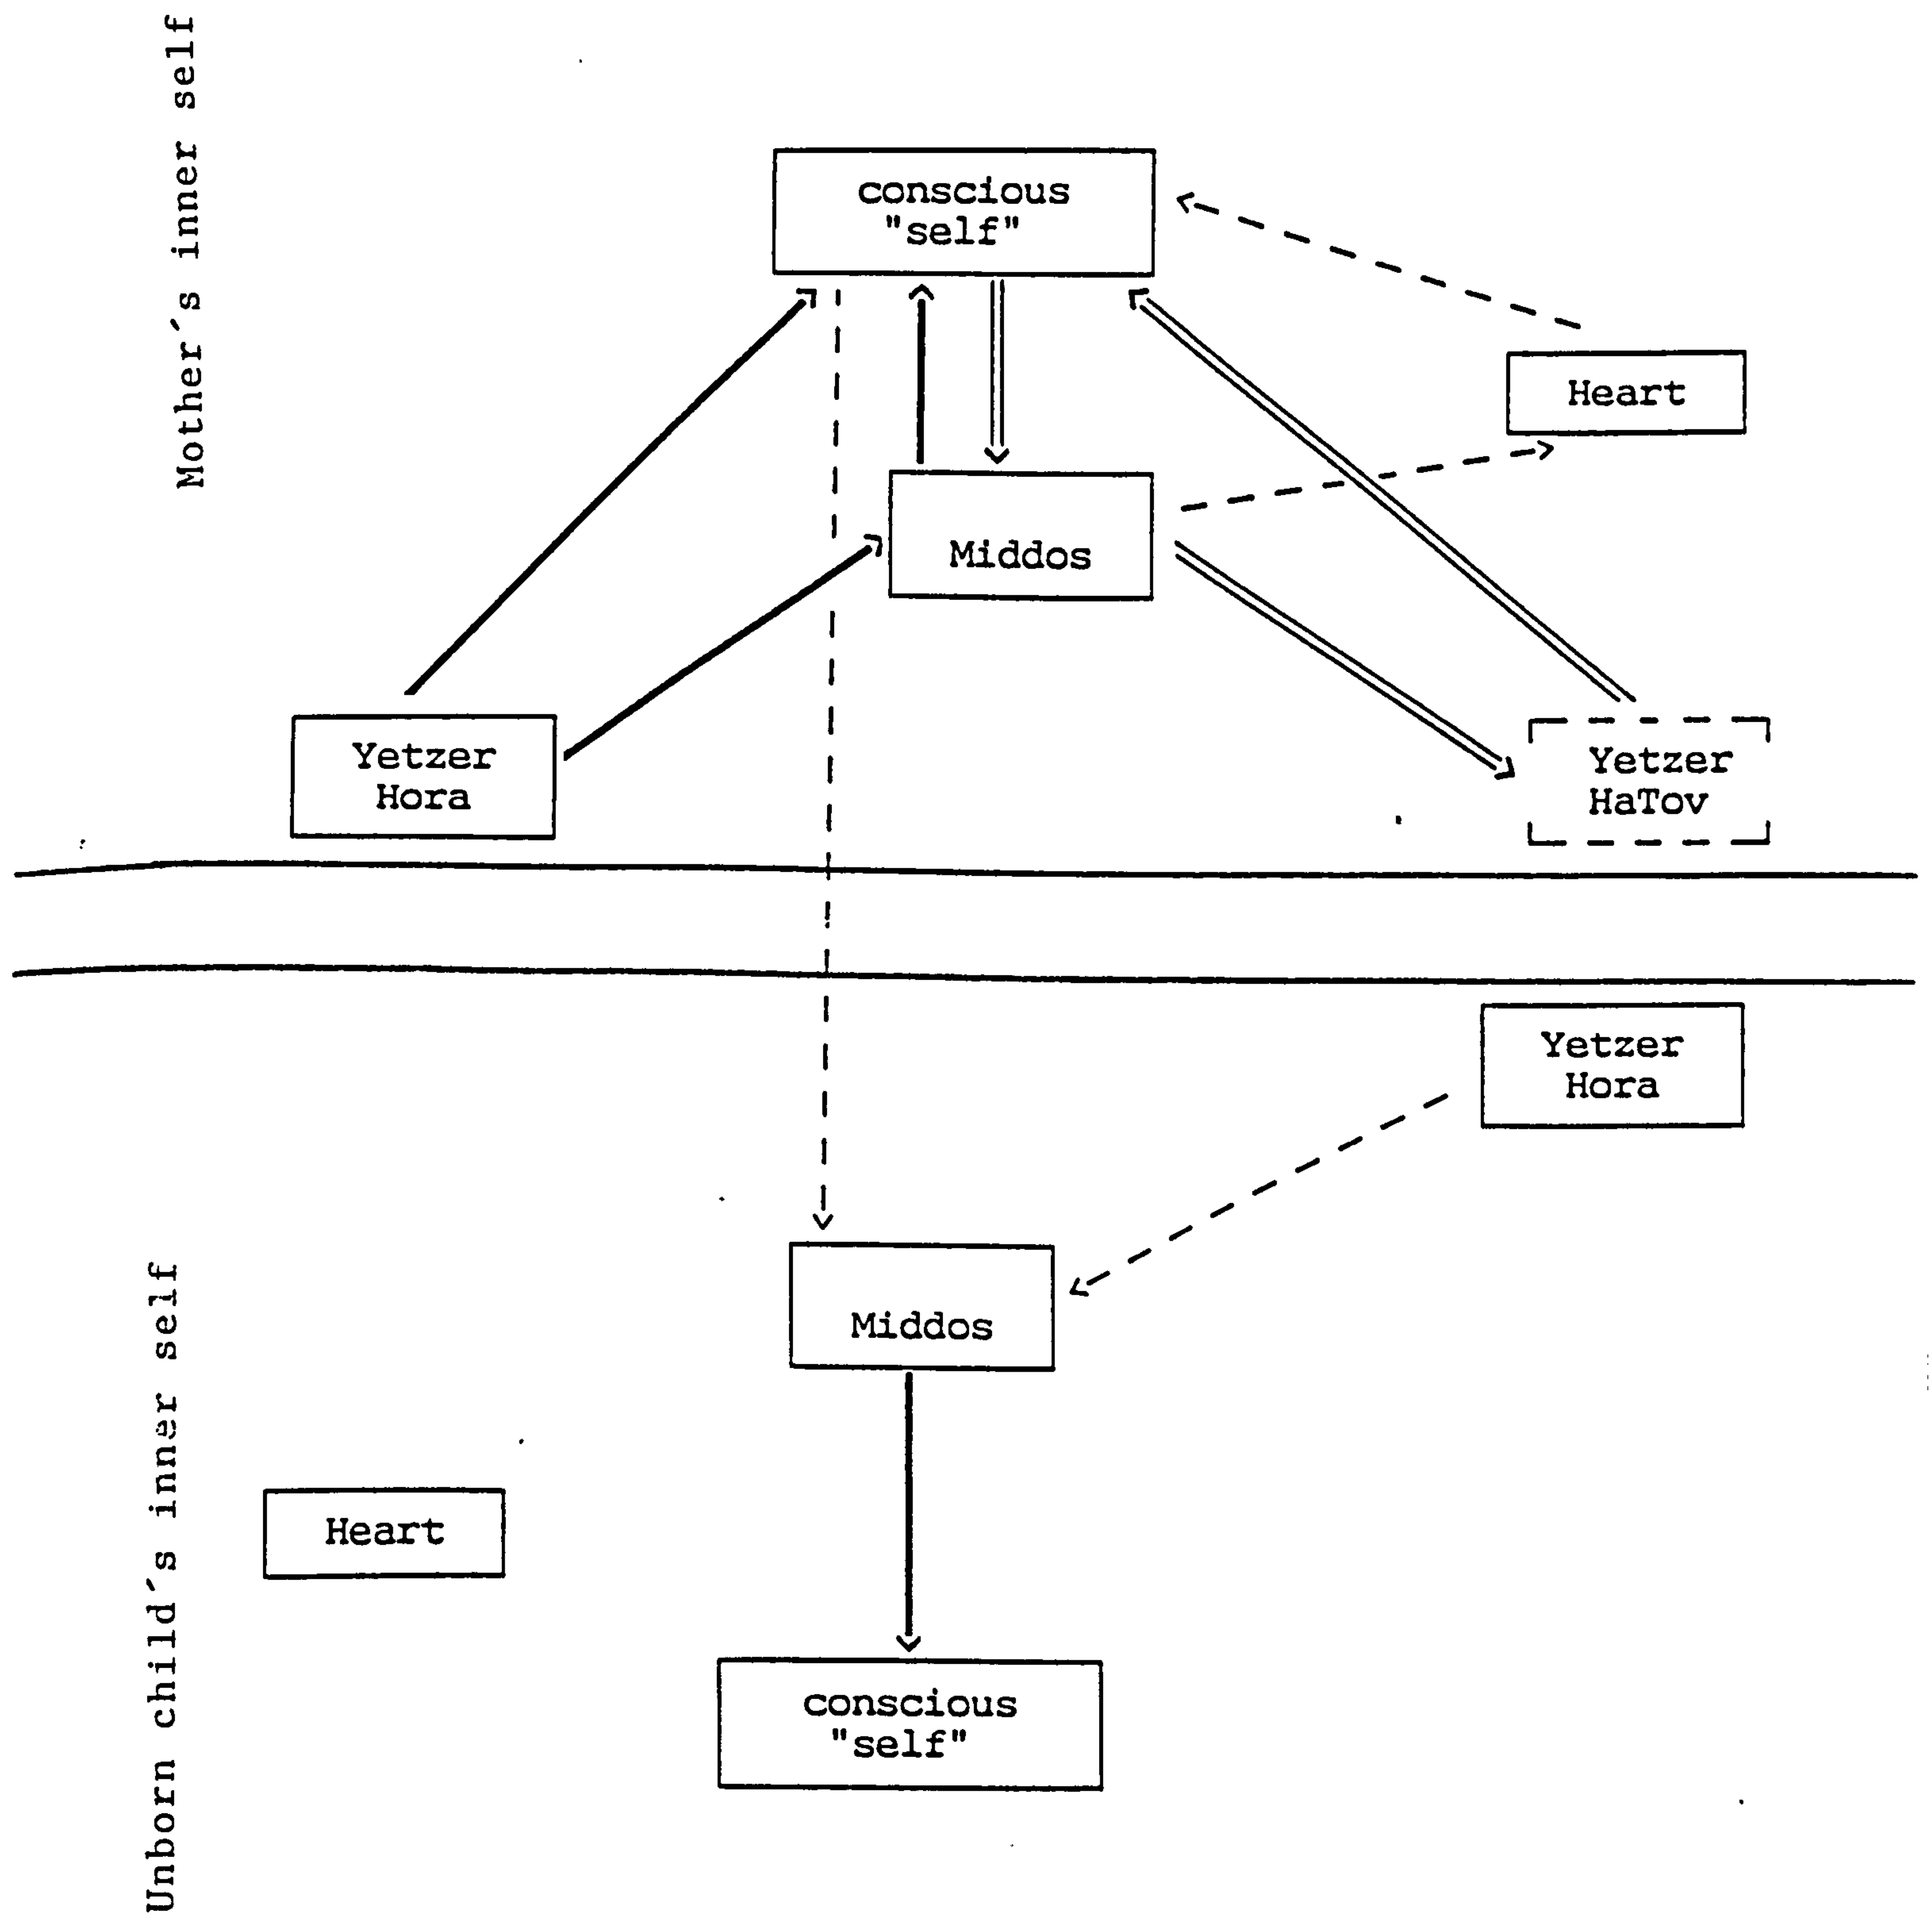 Mother's inner self
conscious
"self"
Heart
Middos
Yetzer
Hora
Yetzer
HaTov
Yetzer
Hora
Unborn child's inner self
Middos
Heart
conscious
"self"